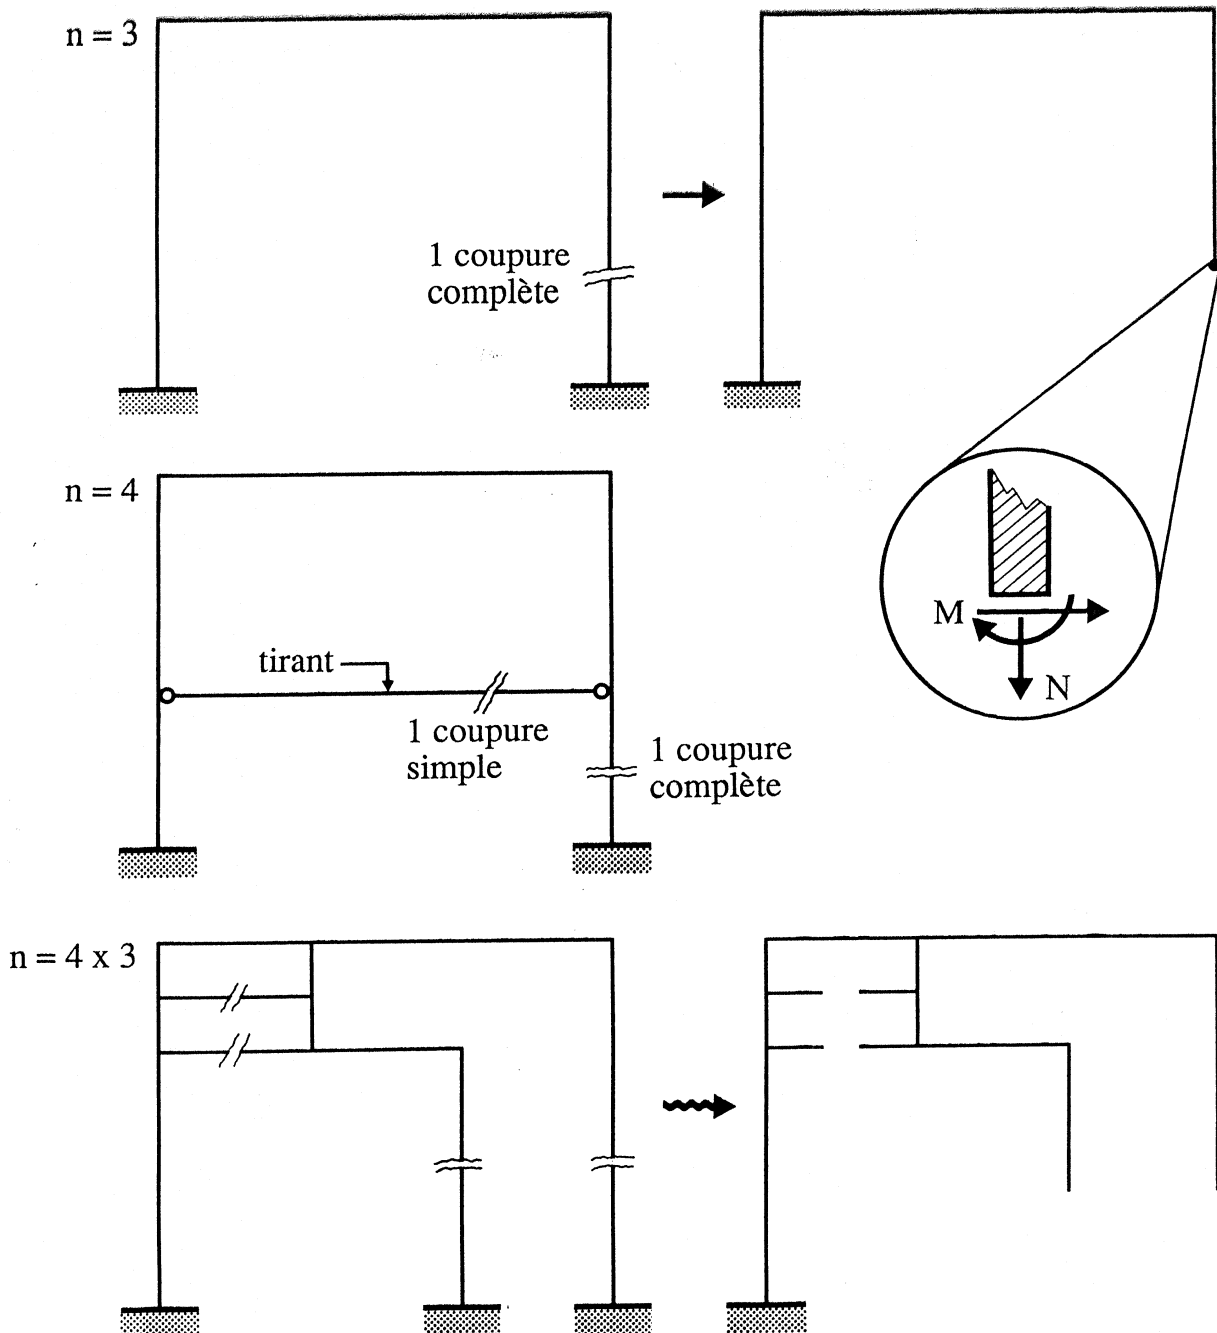 n = 3
1 coupure
complète
M
N
n = 4
tirant
1 coupure
simple
1 coupure
complète
n = 4 x 3